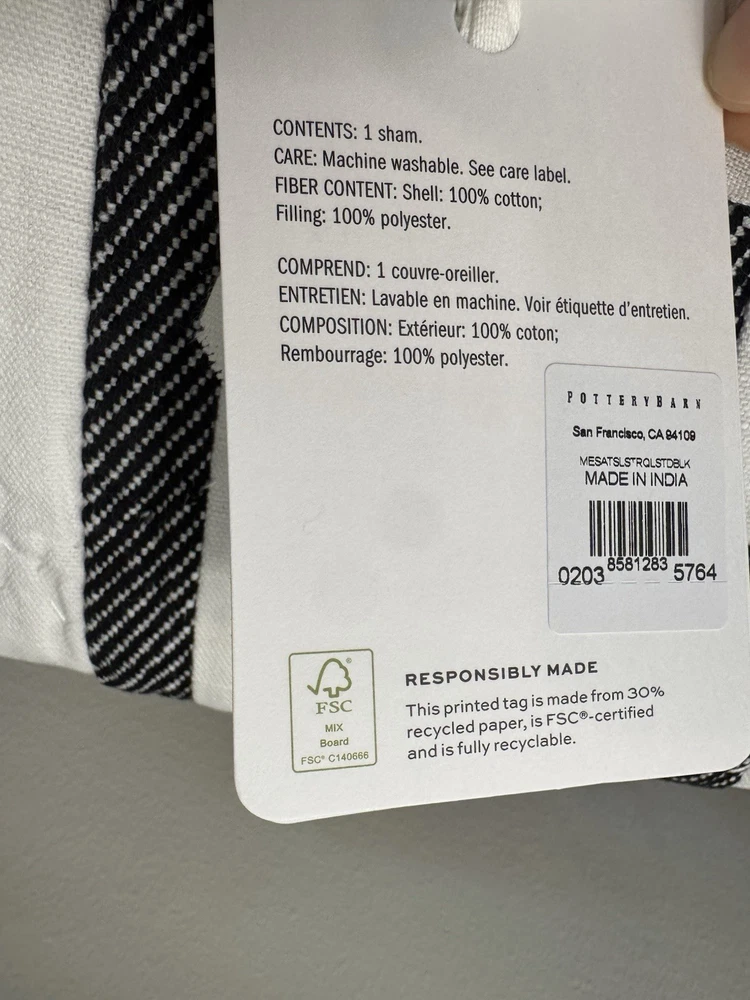 CONTENTS: 1 sham.
CARE: Machine washable. See care label.
FIBER CONTENT: Shell: 100% cotton;
Filling: 100% polyester.
COMPREND: 1 couvre-oreiller.
ENTRETIEN: Lavable en machine. Voir étiquette d'entretien.
COMPOSITION: Extérieur: 100% coton;
Rembourrage: 100% polyester.
POTTERYBARN
San Francisco, CA 94109
MESATSLSTRQLSTDBLK
MADE IN INDIA
0203 8581283 5764
FSC
MIX
Board
FSC® C140666
RESPONSIBLY MADE
This printed tag is made from 30%
recycled paper, is FSC®-certified
and is fully recyclable.